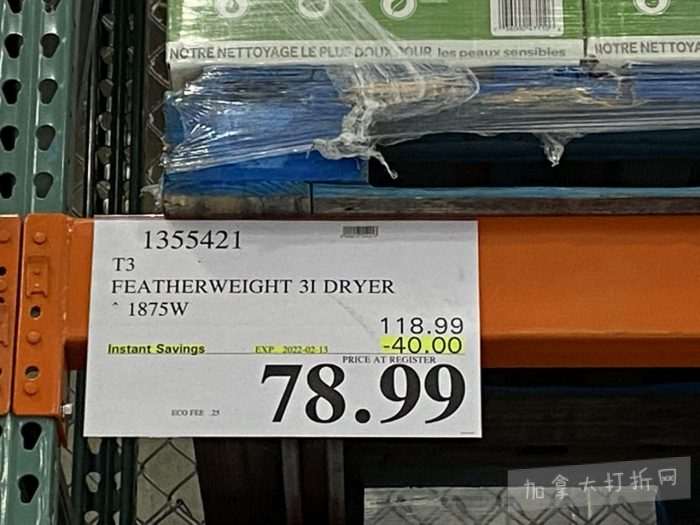 NOTRE NETTOYAGE LE PLUS DOUX POUR les peaux sensibles
NOTRE NETTOYA
1355421
T3
FEATHERWEIGHT 3I DRYER
^ 1875W
118.99
Instant Savings EXP. 2022-02-13 -40.00
PRICE AT REGISTER
78.99
ECO FEE .25
加拿大打折网